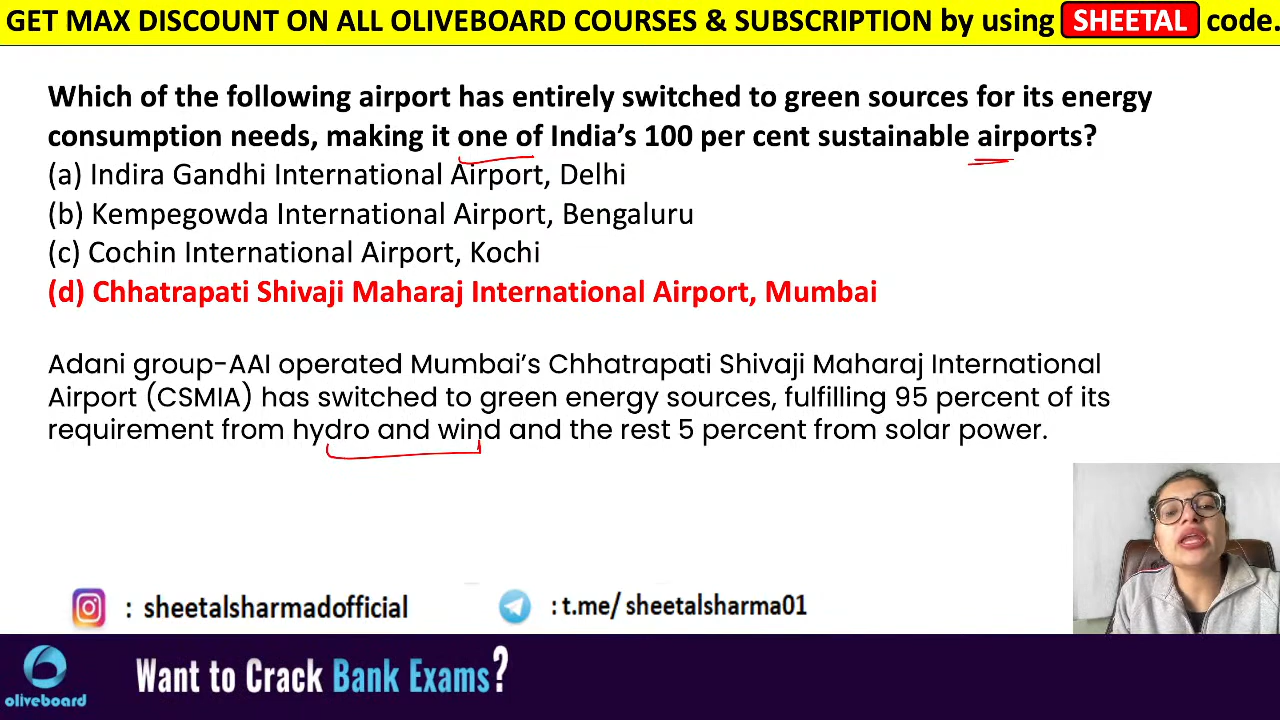 GET MAX DISCOUNT ON ALL OLIVEBOARD COURSES & SUBSCRIPTION by using SHEETAL code.
Which of the following airport has entirely switched to green sources for its energy
consumption needs, making it one of India's 100 per cent sustainable airports?
(a) Indira Gandhi International Airport, Delhi
(b) Kempegowda International Airport, Bengaluru
(c) Cochin International Airport, Kochi
(d) Chhatrapati Shivaji Maharaj International Airport, Mumbai
Adani group-AAI operated Mumbai's Chhatrapati Shivaji Maharaj International
Airport (CSMIA) has switched to green energy sources, fulfilling 95 percent of its
requirement from hydro and wind and the rest 5 percent from solar power.
: sheetalsharmadofficial
: t.me/ sheetalsharma01
Want to Crack Bank Exams?
oliveboard